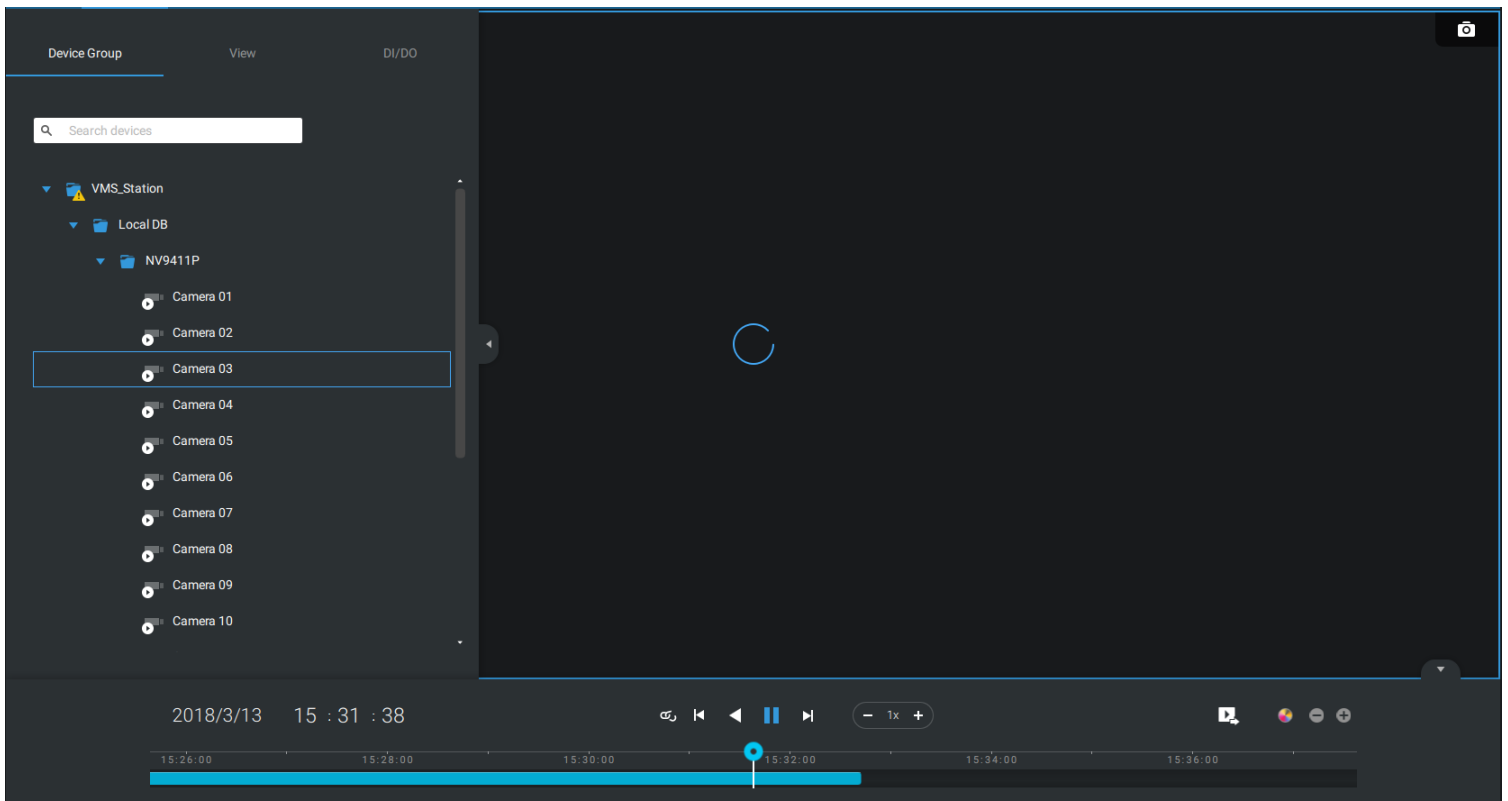 Device Group View DI/DO
Search devices
VMS_Station
Local DB
NV9411P
Camera 01
Camera 02
Camera 03
Camera 04
Camera 05
Camera 06
Camera 07
Camera 08
Camera 09
Camera 10
2018/3/13 15 : 31 : 38 1x
15:26:00 15:28:00 15:30:00 15:32:00 15:34:00 15:36:00